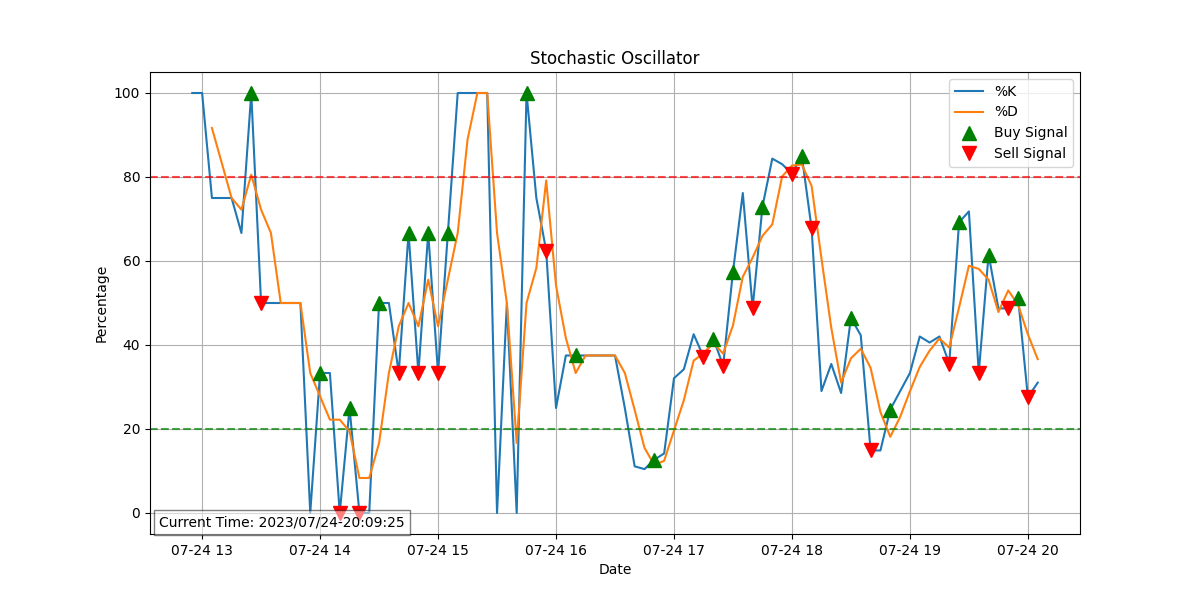 Stochastic Oscillator
%K
%D
Buy Signal
Sell Signal
Percentage
100
80
60
40
20
0
Current Time: 2023/07/24-20:09:25
07-24 13
07-24 14
07-24 15
07-24 16
07-24 17
07-24 18
07-24 19
07-24 20
Date